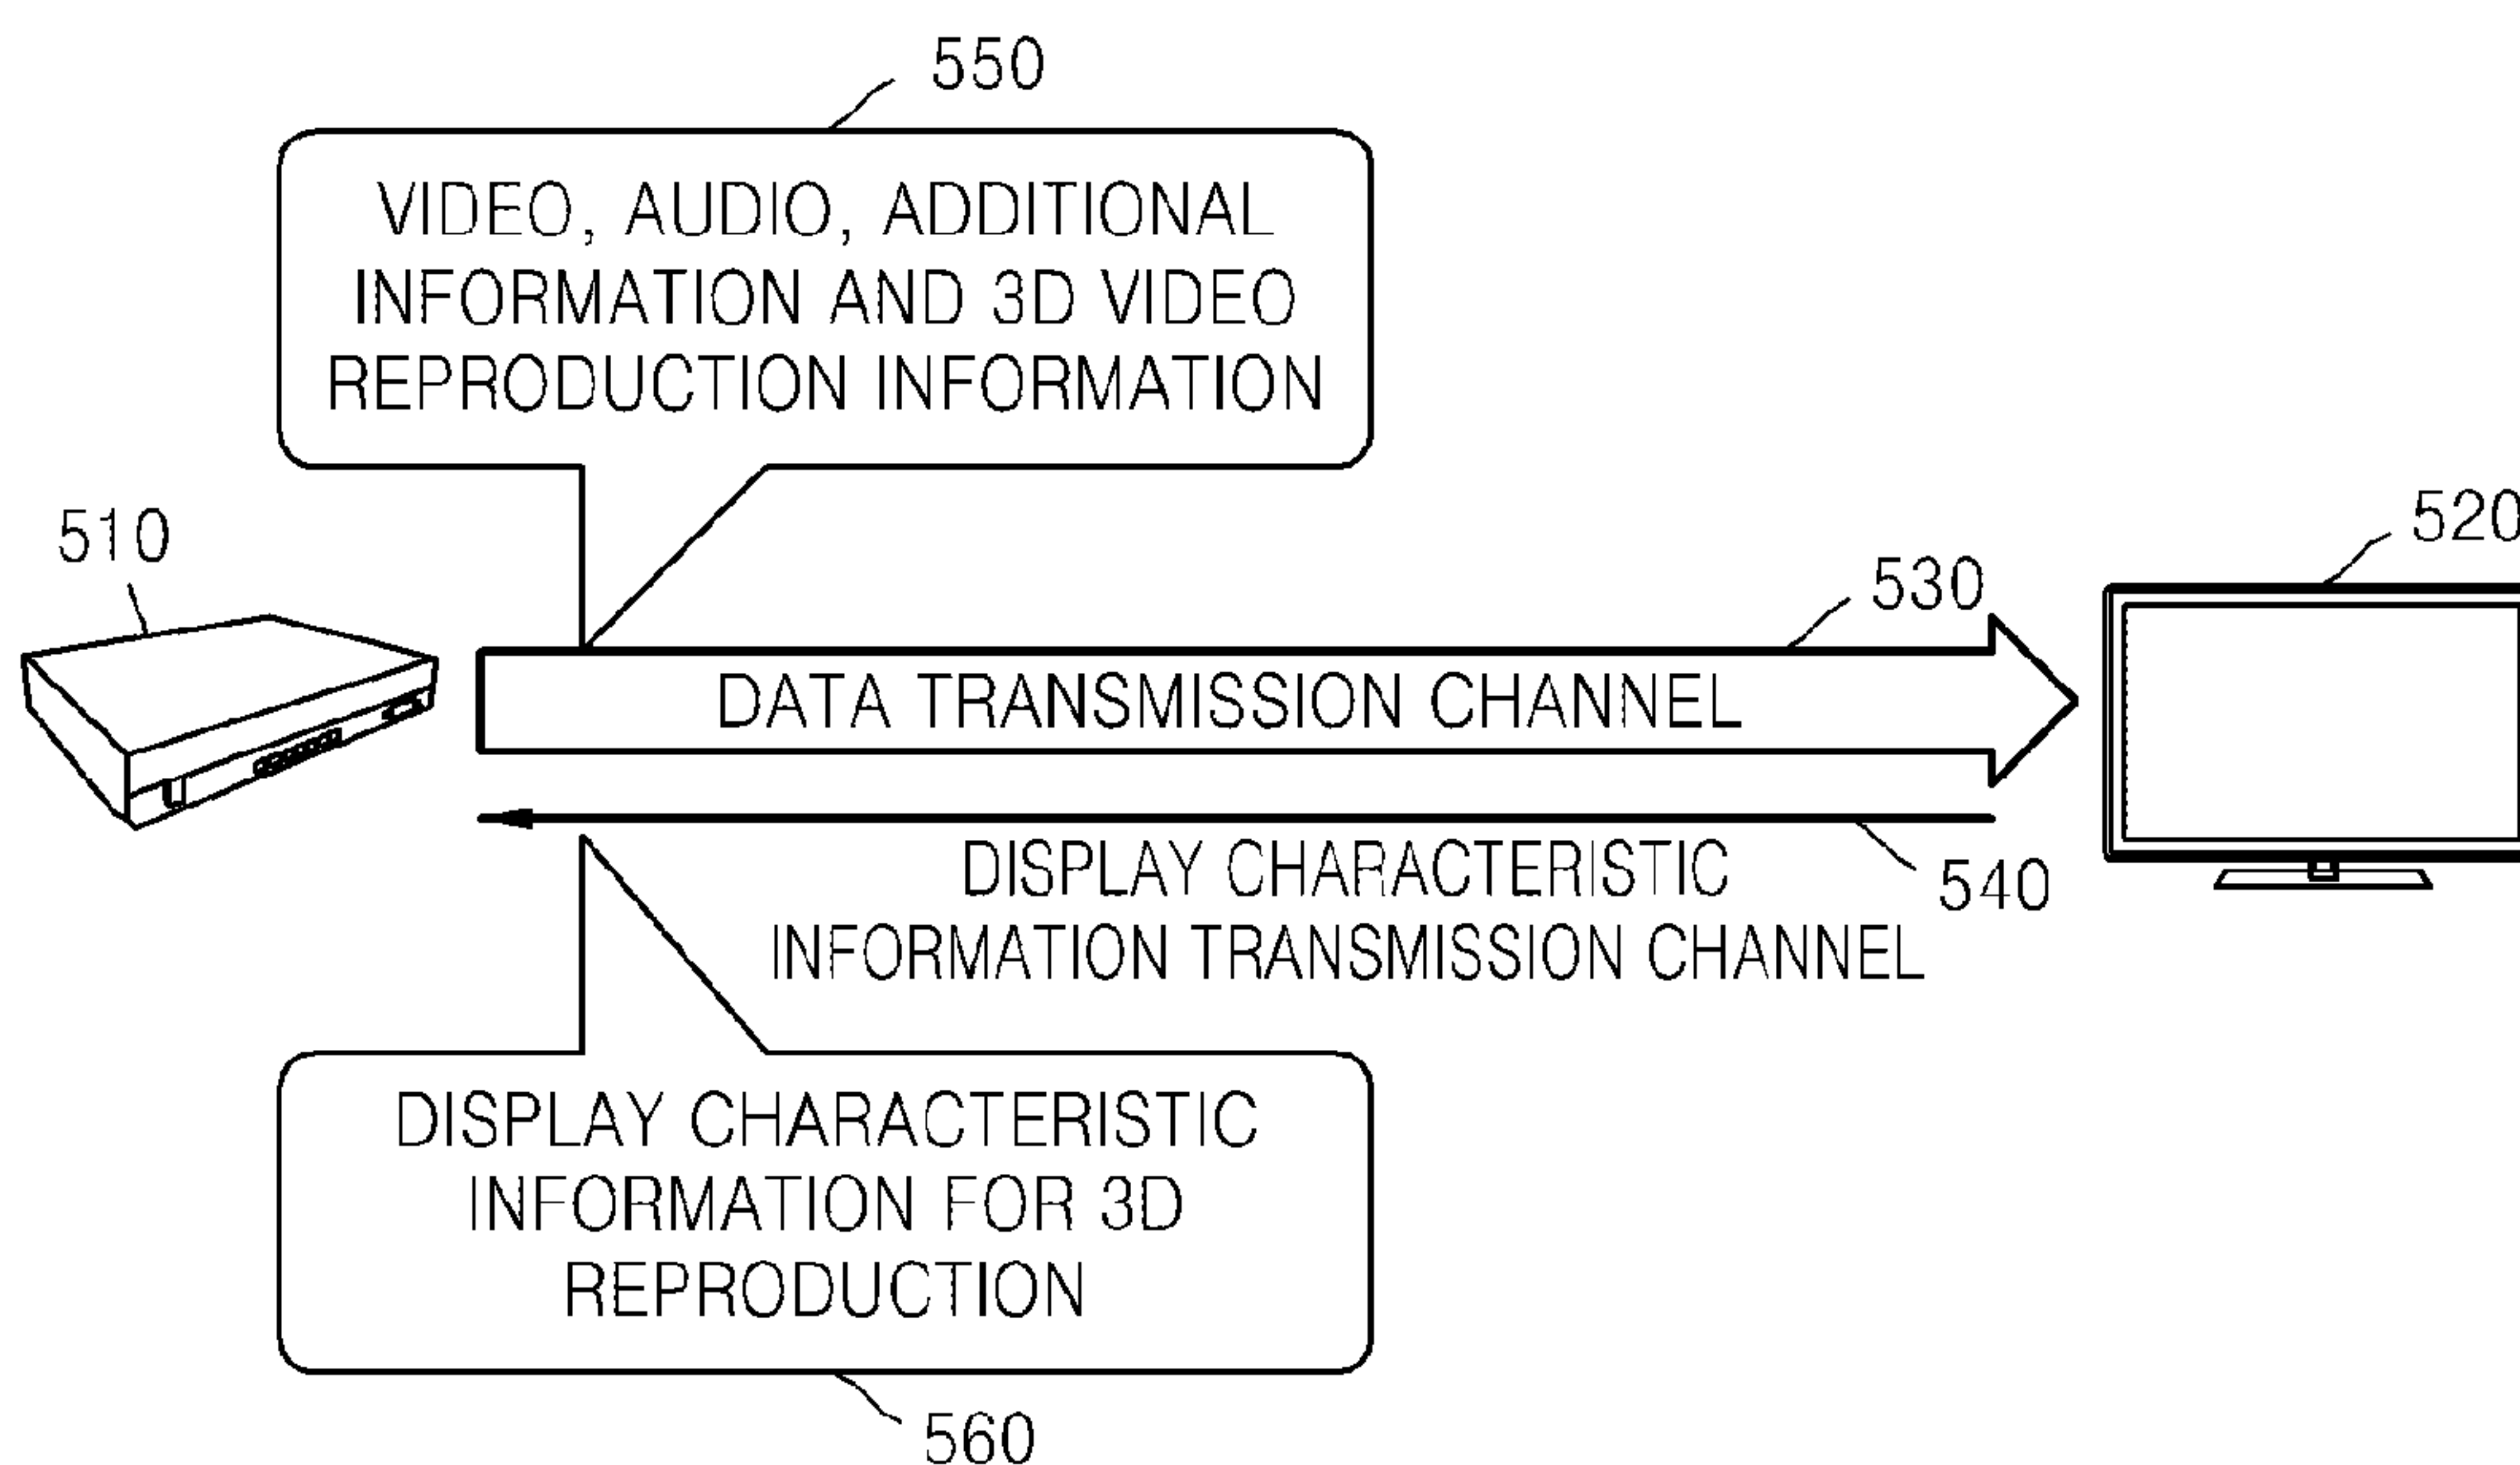 550
VIDEO, AUDIO, ADDITIONAL
INFORMATION AND 3D VIDEO
REPRODUCTION INFORMATION
510
520
530
DATA TRANSMISSION CHANNEL
DISPLAY CHARACTERISTIC
INFORMATION TRANSMISSION CHANNEL
540
DISPLAY CHARACTERISTIC
INFORMATION FOR 3D
REPRODUCTION
560